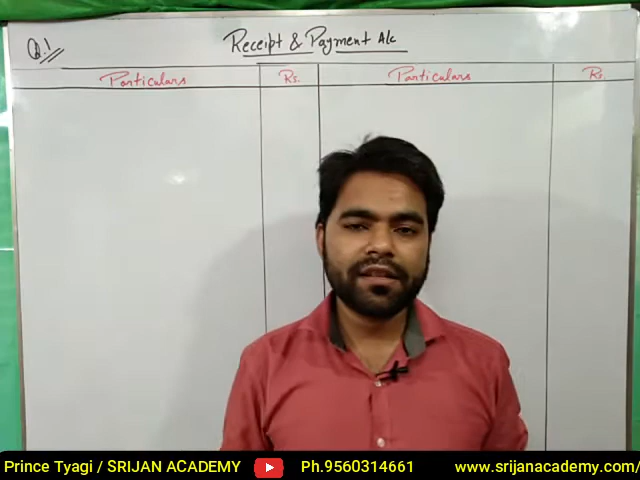 Q.1
Receipt & Payment A/c
Particulars Rs. Particulars Rs
Prince Tyagi / SRIJAN ACADEMY Ph.9560314661 www.srijanacademy.com/